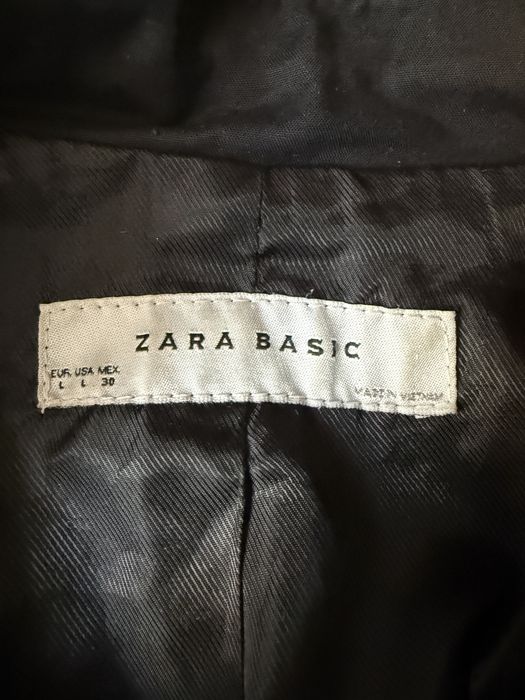 ZARA BASIC
EUR. USA MEX.
L L 30
MADE IN VIETNAM